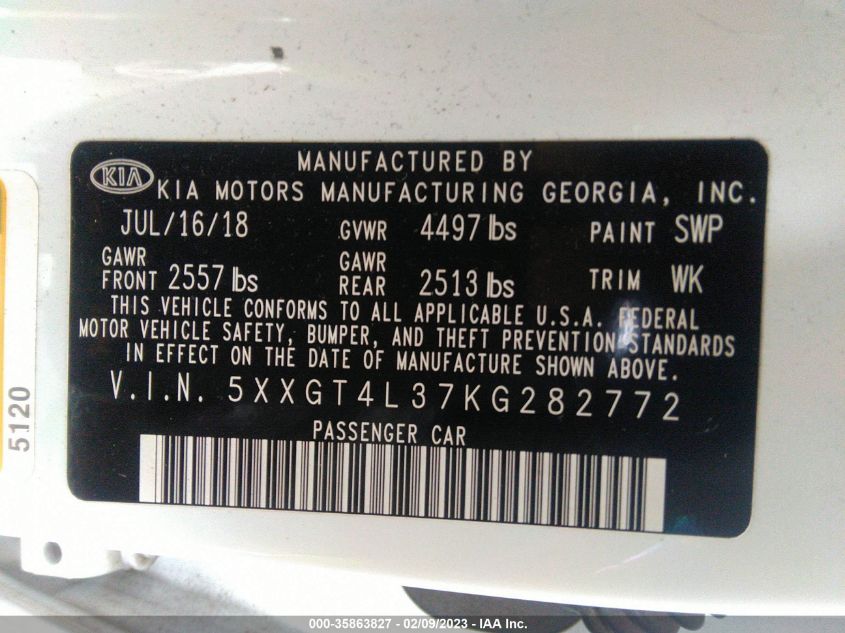 MANUFACTURED BY
KIA KIA MOTORS MANUFACTURING GEORGIA, INC.
JUL/16/18 GVWR 4497 lbs PAINT SWP
GAWR FRONT 2557 lbs GAWR REAR 2513 lbs TRIM WK
THIS VEHICLE CONFORMS TO ALL APPLICABLE U.S.A. FEDERAL
MOTOR VEHICLE SAFETY, BUMPER, AND THEFT PREVENTION STANDARDS
IN EFFECT ON THE DATE OF MANUFACTURE SHOWN ABOVE.
V.I.N. 5XXGT4L37KG282772
PASSENGER CAR
5120
000-35863827 - 02/09/2023 - IAA Inc.